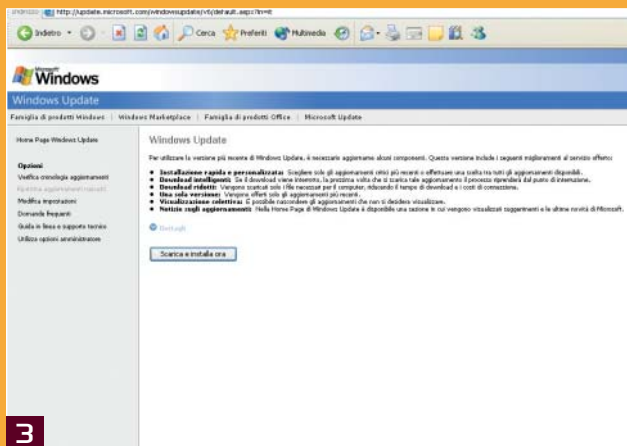 Indirizzo http://update.microsoft.com/windowsupdate/v6/default.aspx?ln=it
Indietro Cerca Preferiti Multimedia
Microsoft
Windows
Windows Update
Famiglia di prodotti Windows | Windows Marketplace | Famiglia di prodotti Office | Microsoft Update
Home Page Windows Update
Opzioni
Verifica cronologia aggiornamenti
Ripristina aggiornamenti nascosti
Modifica impostazioni
Domande frequenti
Guida in linea e supporto tecnico
Utilizza opzioni amministratore
Windows Update
Per utilizzare la versione più recente di Windows Update, è necessario aggiornarne alcuni componenti. Questa versione include i seguenti miglioramenti al servizio offerto:
• Installazione rapida e personalizzata: Scegliere solo gli aggiornamenti critici più recenti o effettuare una scelta tra tutti gli aggiornamenti disponibili.
• Download intelligenti: Se il download viene interrotto, la prossima volta che si scarica tale aggiornamento il processo riprenderà dal punto di interruzione.
• Download ridotti: Vengono scaricati solo i file necessari per il computer, riducendo il tempo di download e i costi di connessione.
• Una sola versione: Vengono offerti solo gli aggiornamenti più recenti.
• Visualizzazione selettiva: È possibile nascondere gli aggiornamenti che non si desidera visualizzare.
• Notizie sugli aggiornamenti: Nella Home Page di Windows Update è disponibile una sezione in cui vengono visualizzati suggerimenti e le ultime novità di Microsoft.
Dettagli
Scarica e installa ora
3